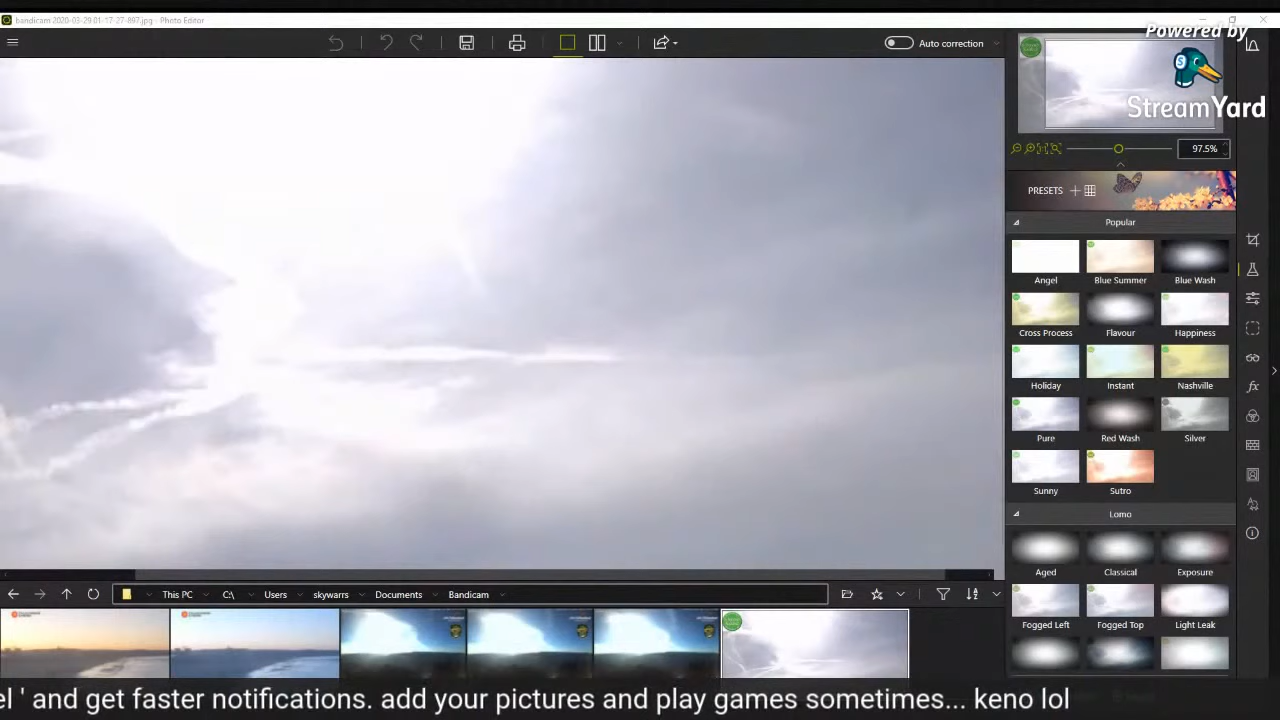 bandicam 2020-03-29 01-17-27-897.jpg - Photo Editor
Powered by
StreamYard
Auto correction
97.5%
PRESETS
Popular
Angel Blue Summer Blue Wash
Cross Process Flavour Happiness
Holiday Instant Nashville
Pure Red Wash Silver
Sunny Sutro
Lomo
Aged Classical Exposure
Fogged Left Fogged Top Light Leak
This PC C:\ Users skywarrs Documents Bandicam
el ' and get faster notifications. add your pictures and play games sometimes... keno lol